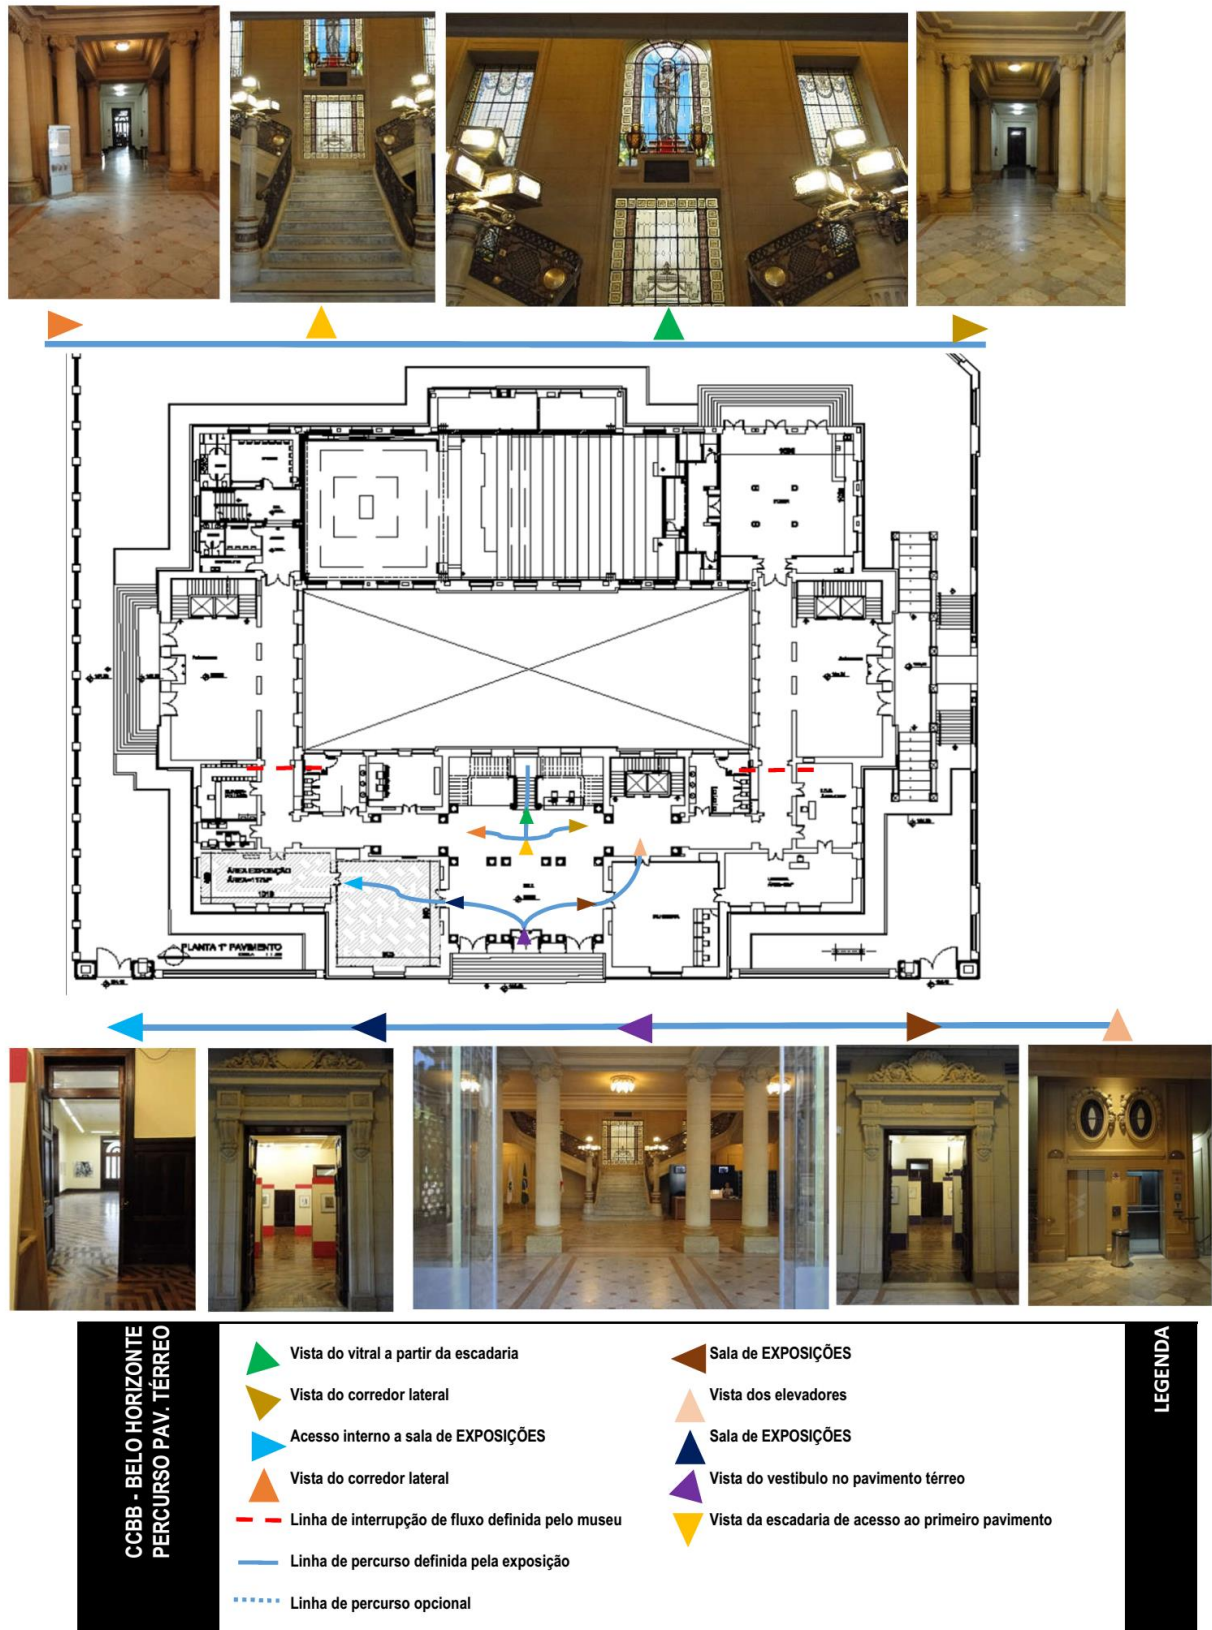 ÁREA EXPOSIÇÃO
PLANTA 1º PAVIMENTO
CCBB - BELO HORIZONTE
PERCURSO PAV. TÉRREO
Vista do vitral a partir da escadaria
Vista do corredor lateral
Acesso interno a sala de EXPOSIÇÕES
Vista do corredor lateral
Linha de interrupção de fluxo definida pelo museu
Linha de percurso definida pela exposição
Linha de percurso opcional
Sala de EXPOSIÇÕES
Vista dos elevadores
Sala de EXPOSIÇÕES
Vista do vestibulo no pavimento térreo
Vista da escadaria de acesso ao primeiro pavimento
LEGENDA